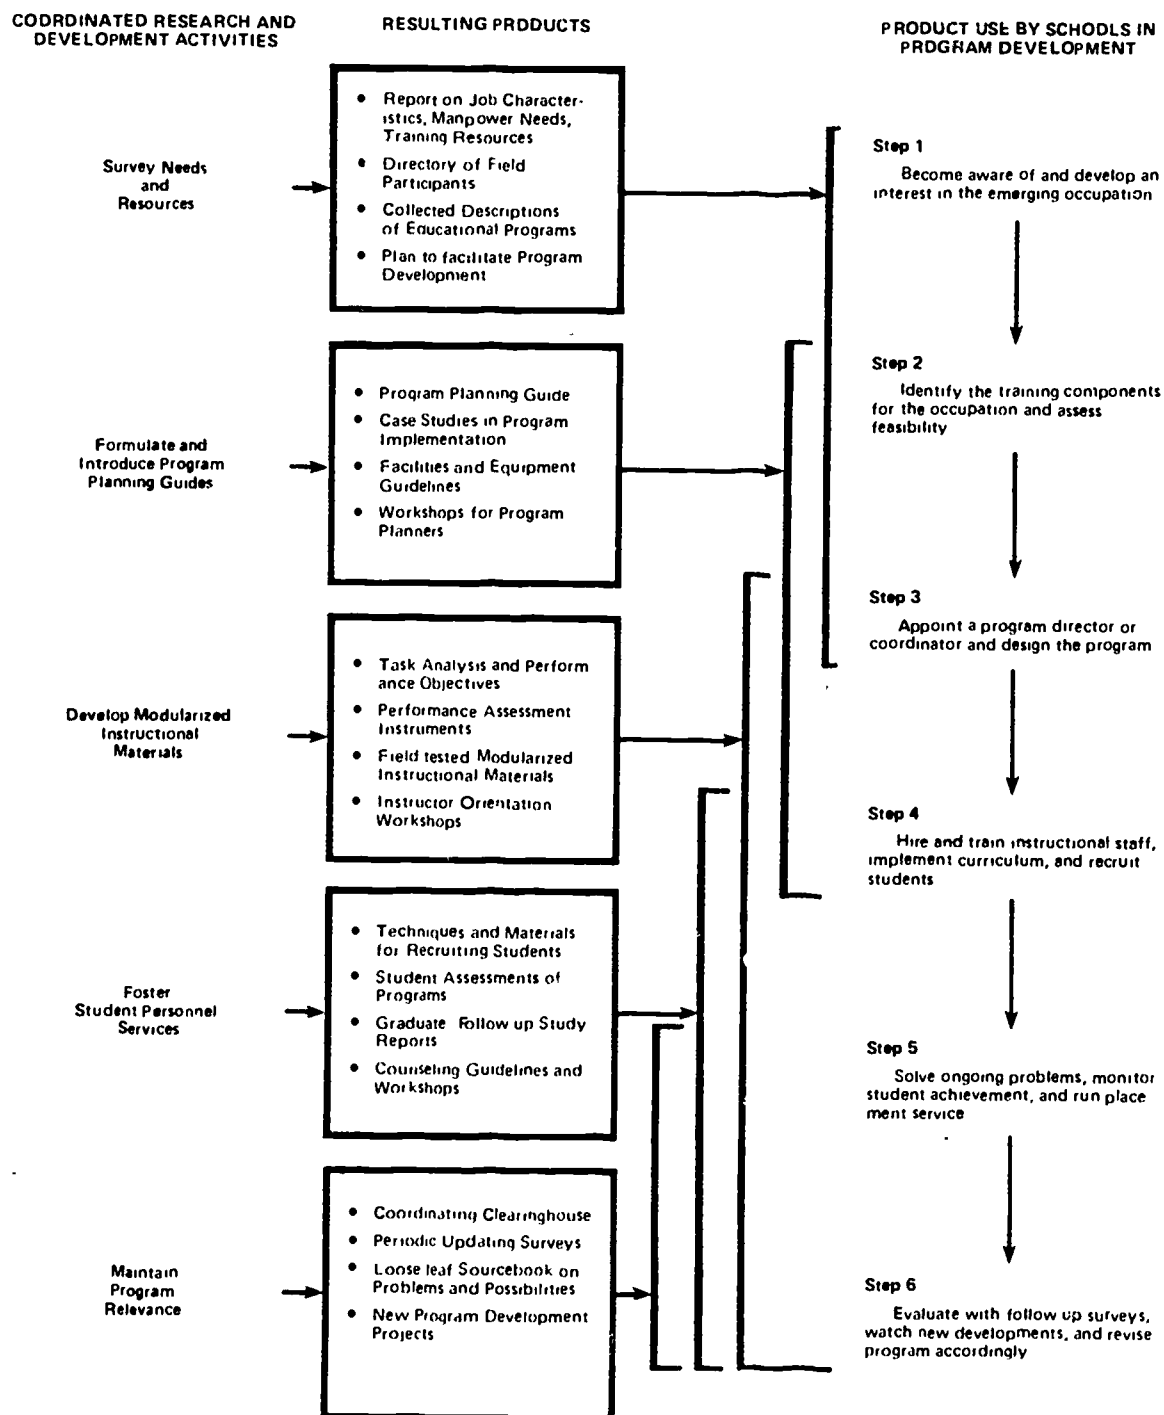 COORDINATED RESEARCH AND
DEVELOPMENT ACTIVITIES
RESULTING PRODUCTS
PRODUCT USE BY SCHOOLS IN
PROGRAM DEVELOPMENT
Survey Needs
and
Resources
• Report on Job Character-
istics, Manpower Needs,
Training Resources
• Directory of Field
Participants
• Collected Descriptions
of Educational Programs
• Plan to facilitate Program
Development
Step 1
Become aware of and develop an
interest in the emerging occupation
Formulate and
Introduce Program
Planning Guides
• Program Planning Guide
• Case Studies in Program
Implementation
• Facilities and Equipment
Guidelines
• Workshops for Program
Planners
Step 2
Identify the training components
for the occupation and assess
feasibility
Step 3
Appoint a program director or
coordinator and design the program
Develop Modularized
Instructional
Materials
• Task Analysis and Perform
ance Objectives
• Performance Assessment
Instruments
• Field tested Modularized
Instructional Materials
• Instructor Orientation
Workshops
Step 4
Hire and train instructional staff,
implement curriculum, and recruit
students
Foster
Student Personnel
Services
• Techniques and Materials
for Recruiting Students
• Student Assessments of
Programs
• Graduate Follow up Study
Reports
• Counseling Guidelines and
Workshops
Step 5
Solve ongoing problems, monitor
student achievement, and run place
ment service
Maintain
Program
Relevance
• Coordinating Clearinghouse
• Periodic Updating Surveys
• Loose leaf Sourcebook on
Problems and Possibilities
• New Program Development
Projects
Step 6
Evaluate with follow up surveys,
watch new developments, and revise
program accordingly